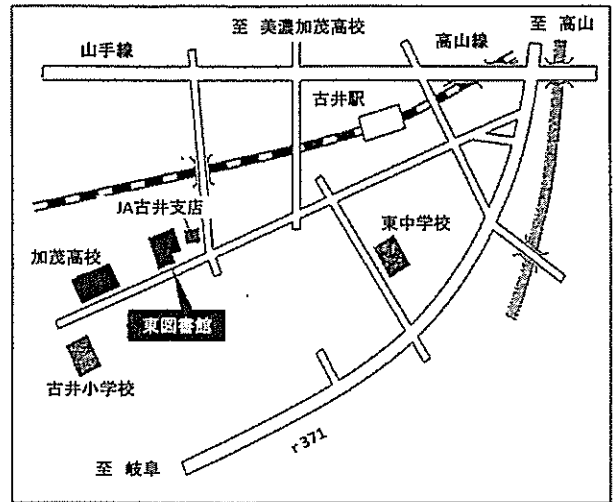 至 美濃加茂高校
至 高山
山手線
高山線
古井駅
JA古井支店
加茂高校
東中学校
東図書館
古井小学校
r371
至 岐阜